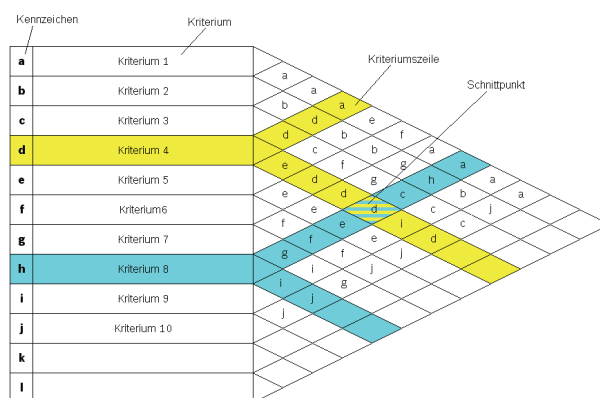 Kennzeichen
Kriterium
Kriteriumszeile
Schnittpunkt
a Kriterium 1
a
b Kriterium 2 a
b a
c Kriterium 3 d e
d b f
d Kriterium 4 c b a
e f g a
e Kriterium 5 d g h a
e d c b a
f Kriterium6 e d c j
f e i c
g Kriterium 7 f e d
g f j
h Kriterium 8 i j
i g
i Kriterium 9 j
j
j Kriterium 10
k
l